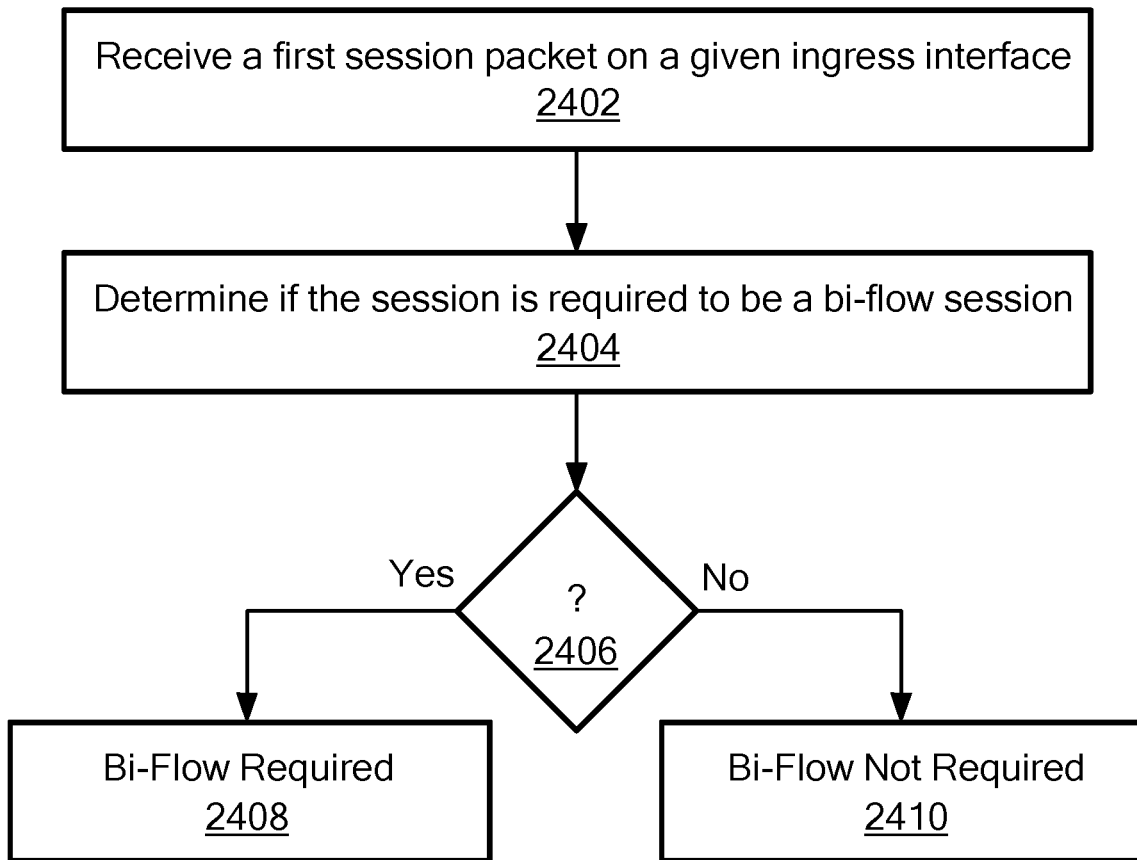 Receive a first session packet on a given ingress interface
2402
Determine if the session is required to be a bi-flow session
2404
Yes
No
?
2406
Bi-Flow Required
2408
Bi-Flow Not Required
2410